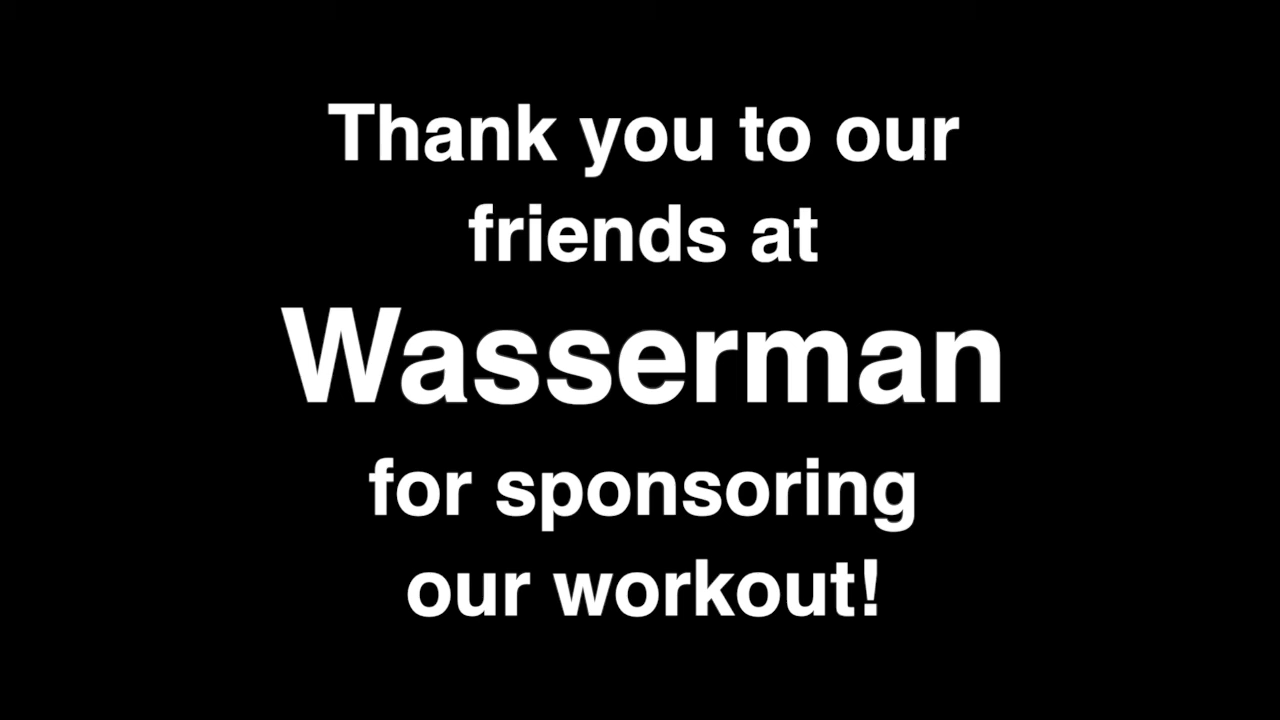 Thank you to our
friends at
Wasserman
for sponsoring
our workout!